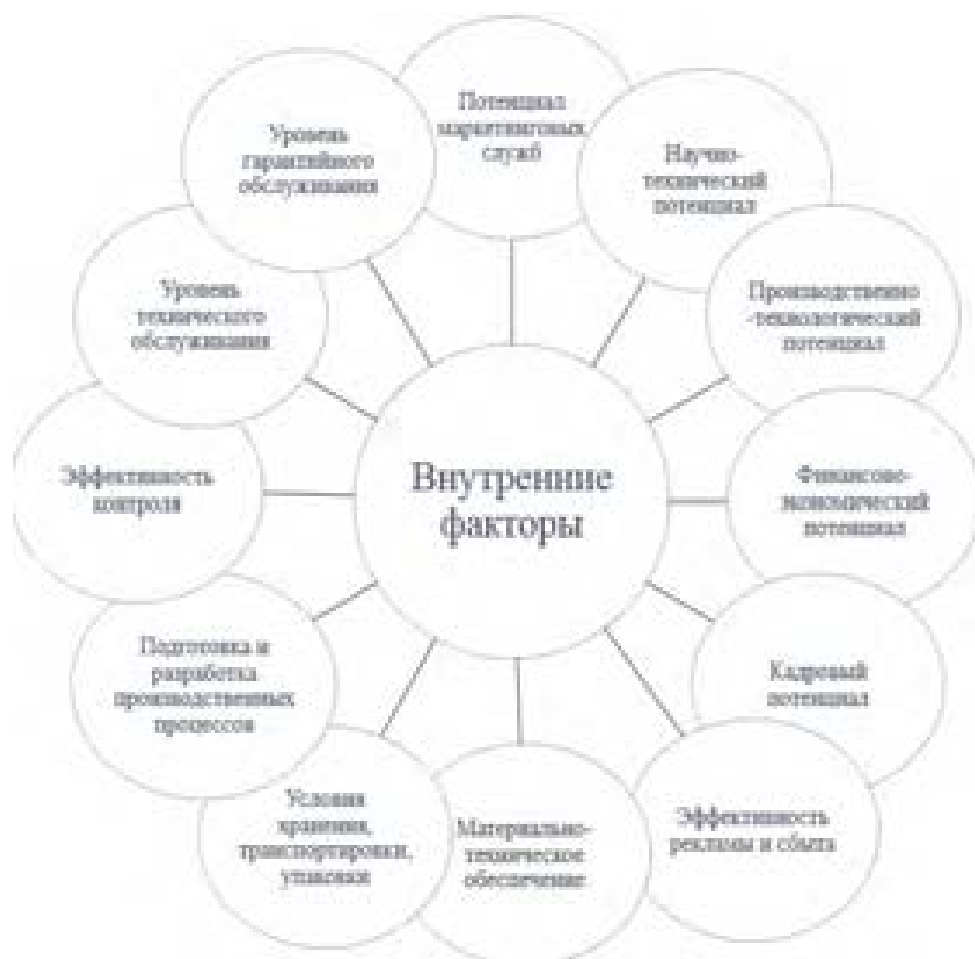 Потенциал
маркетинговых
служб
Научно-
технический
потенциал
Производственно
-технологический
потенциал
Финансово-
экономический
потенциал
Кадровый
потенциал
Эффективность
рекламы и сбыта
Материально-
техническое
обеспечение
Условия
хранения,
транспортировки,
упаковки
Подготовка и
разработка
производственных
процессов
Эффективность
контроля
Уровень
технического
обслуживания
Уровень
гарантийного
обслуживания
Внутренние
факторы